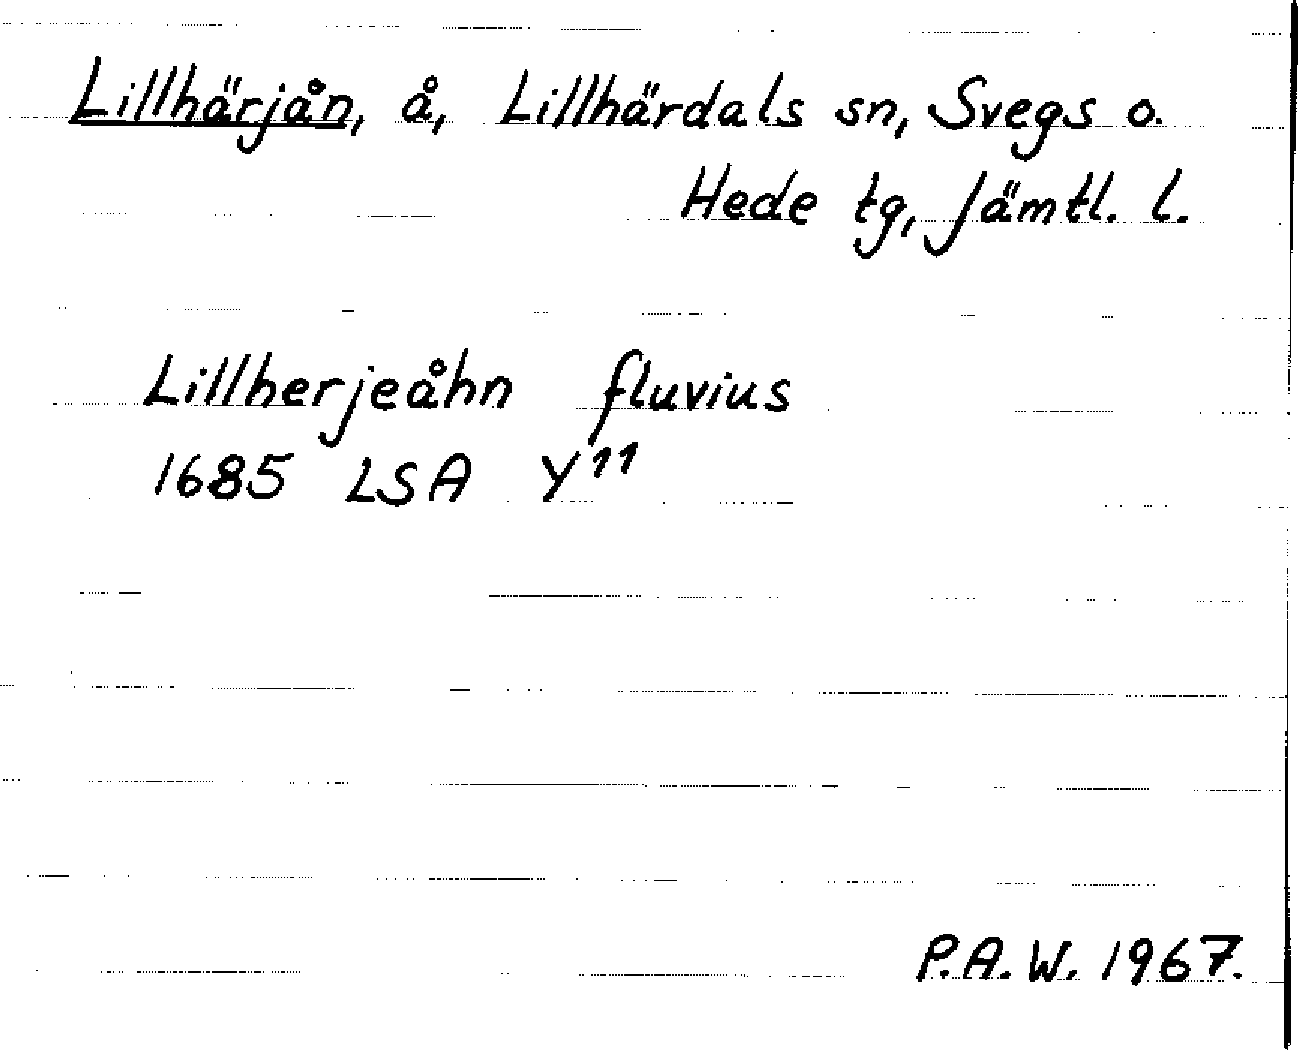 Lillhärjån, å, Lillhärdals sn, Svegs o.
Hede tg, Jämtl. l.
Lillherjeåhn fluvius
1685 LSA Y¹¹
P.A.W. 1967.